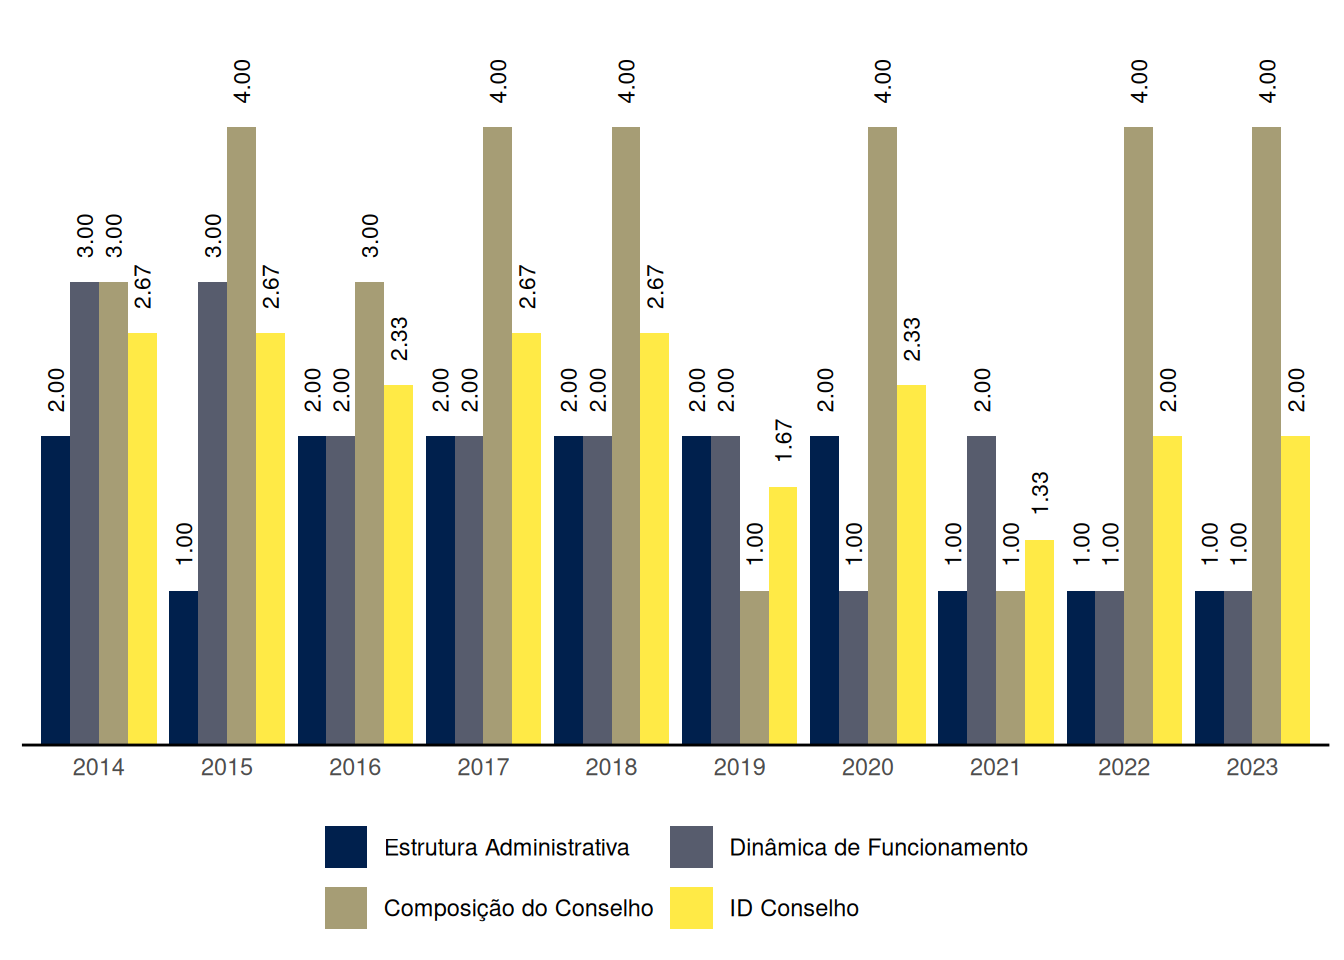 4.00 4.00 4.00 4.00 4.00 4.00
3.00 3.00 3.00 3.00
2.67 2.67 2.67 2.67
2.33 2.33
2.00 2.00 2.00 2.00 2.00 2.00 2.00 2.00 2.00 2.00 2.00 2.00 2.00
1.67
1.33
1.00 1.00 1.00 1.00 1.00 1.00 1.00 1.00 1.00
2014 2015 2016 2017 2018 2019 2020 2021 2022 2023
Estrutura Administrativa Dinâmica de Funcionamento
Composição do Conselho ID Conselho